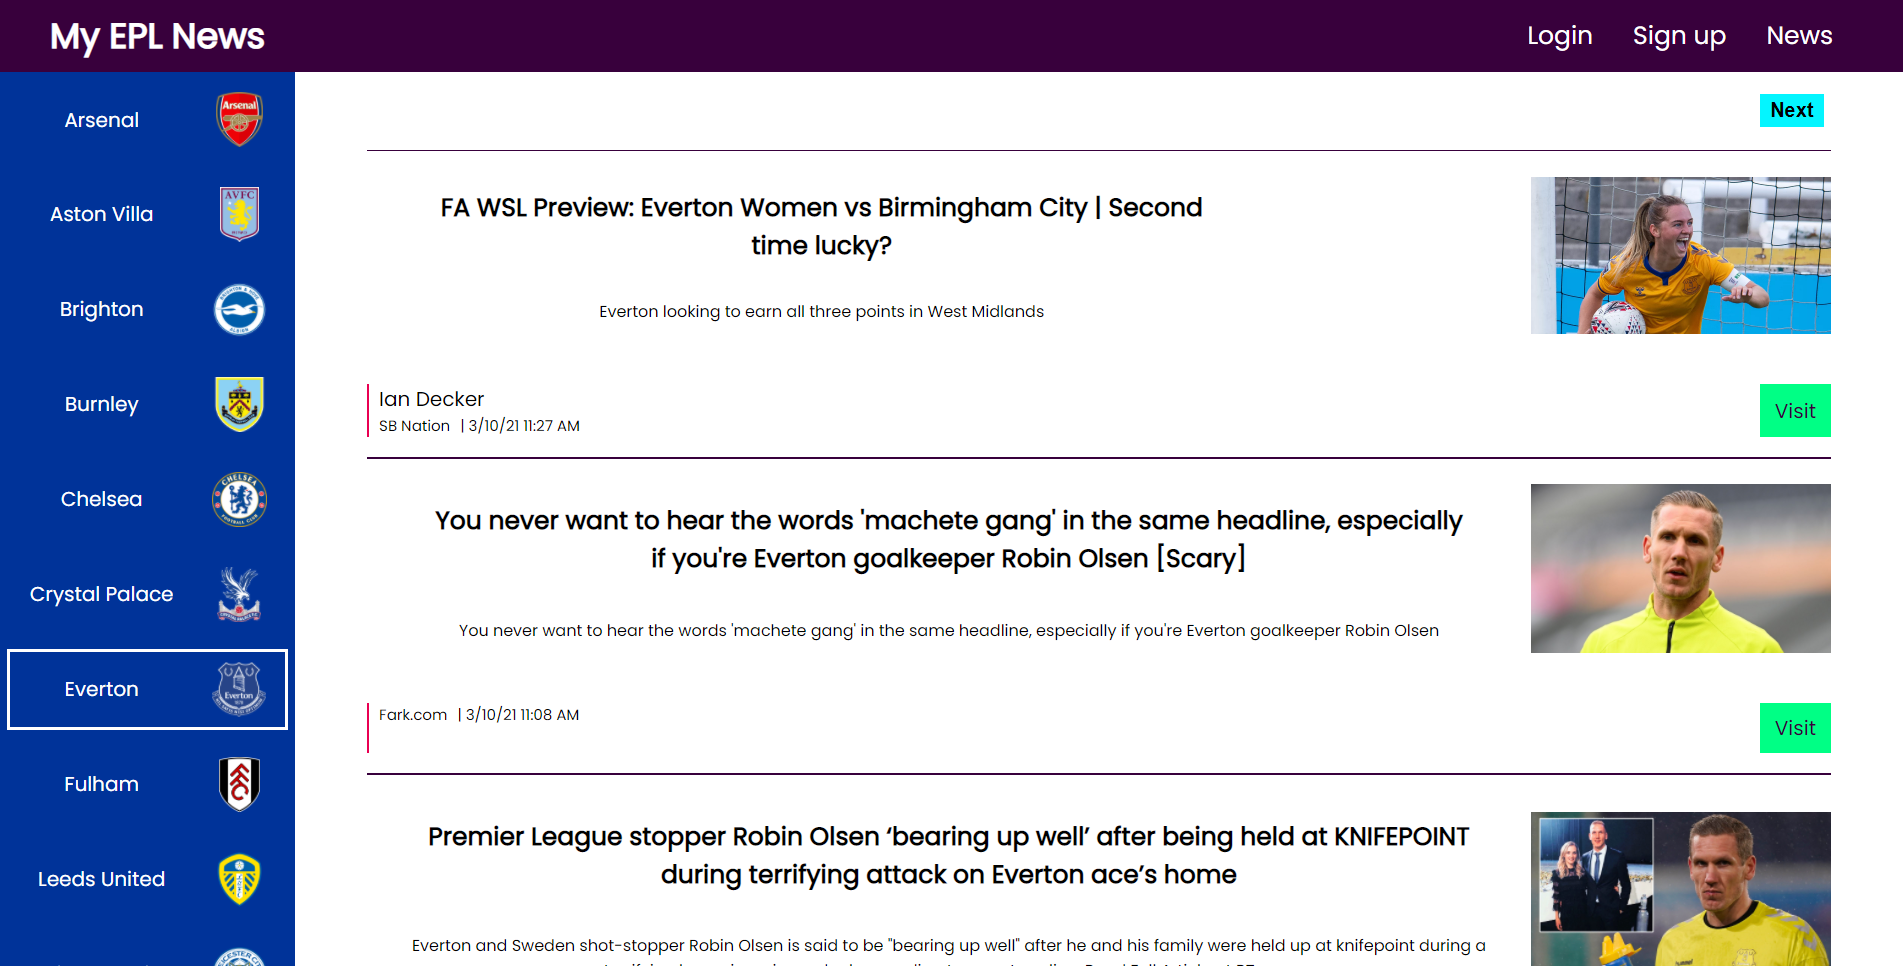 My EPL News
Login
Sign up
News
Arsenal
Arsenal
Aston Villa
AVFC
Brighton
Burnley
Chelsea
CHELSEA
FOOTBALL CLUB
Crystal Palace
Everton
Everton
Fulham
Leeds United
Next
FA WSL Preview: Everton Women vs Birmingham City | Second
time lucky?
Everton looking to earn all three points in West Midlands
Ian Decker
SB Nation | 3/10/21 11:27 AM
Visit
You never want to hear the words 'machete gang' in the same headline, especially
if you're Everton goalkeeper Robin Olsen [Scary]
You never want to hear the words 'machete gang' in the same headline, especially if you're Everton goalkeeper Robin Olsen
Fark.com | 3/10/21 11:08 AM
Visit
Premier League stopper Robin Olsen ‘bearing up well’ after being held at KNIFEPOINT
during terrifying attack on Everton ace’s home
Everton and Sweden shot-stopper Robin Olsen is said to be "bearing up well" after he and his family were held up at knifepoint during a